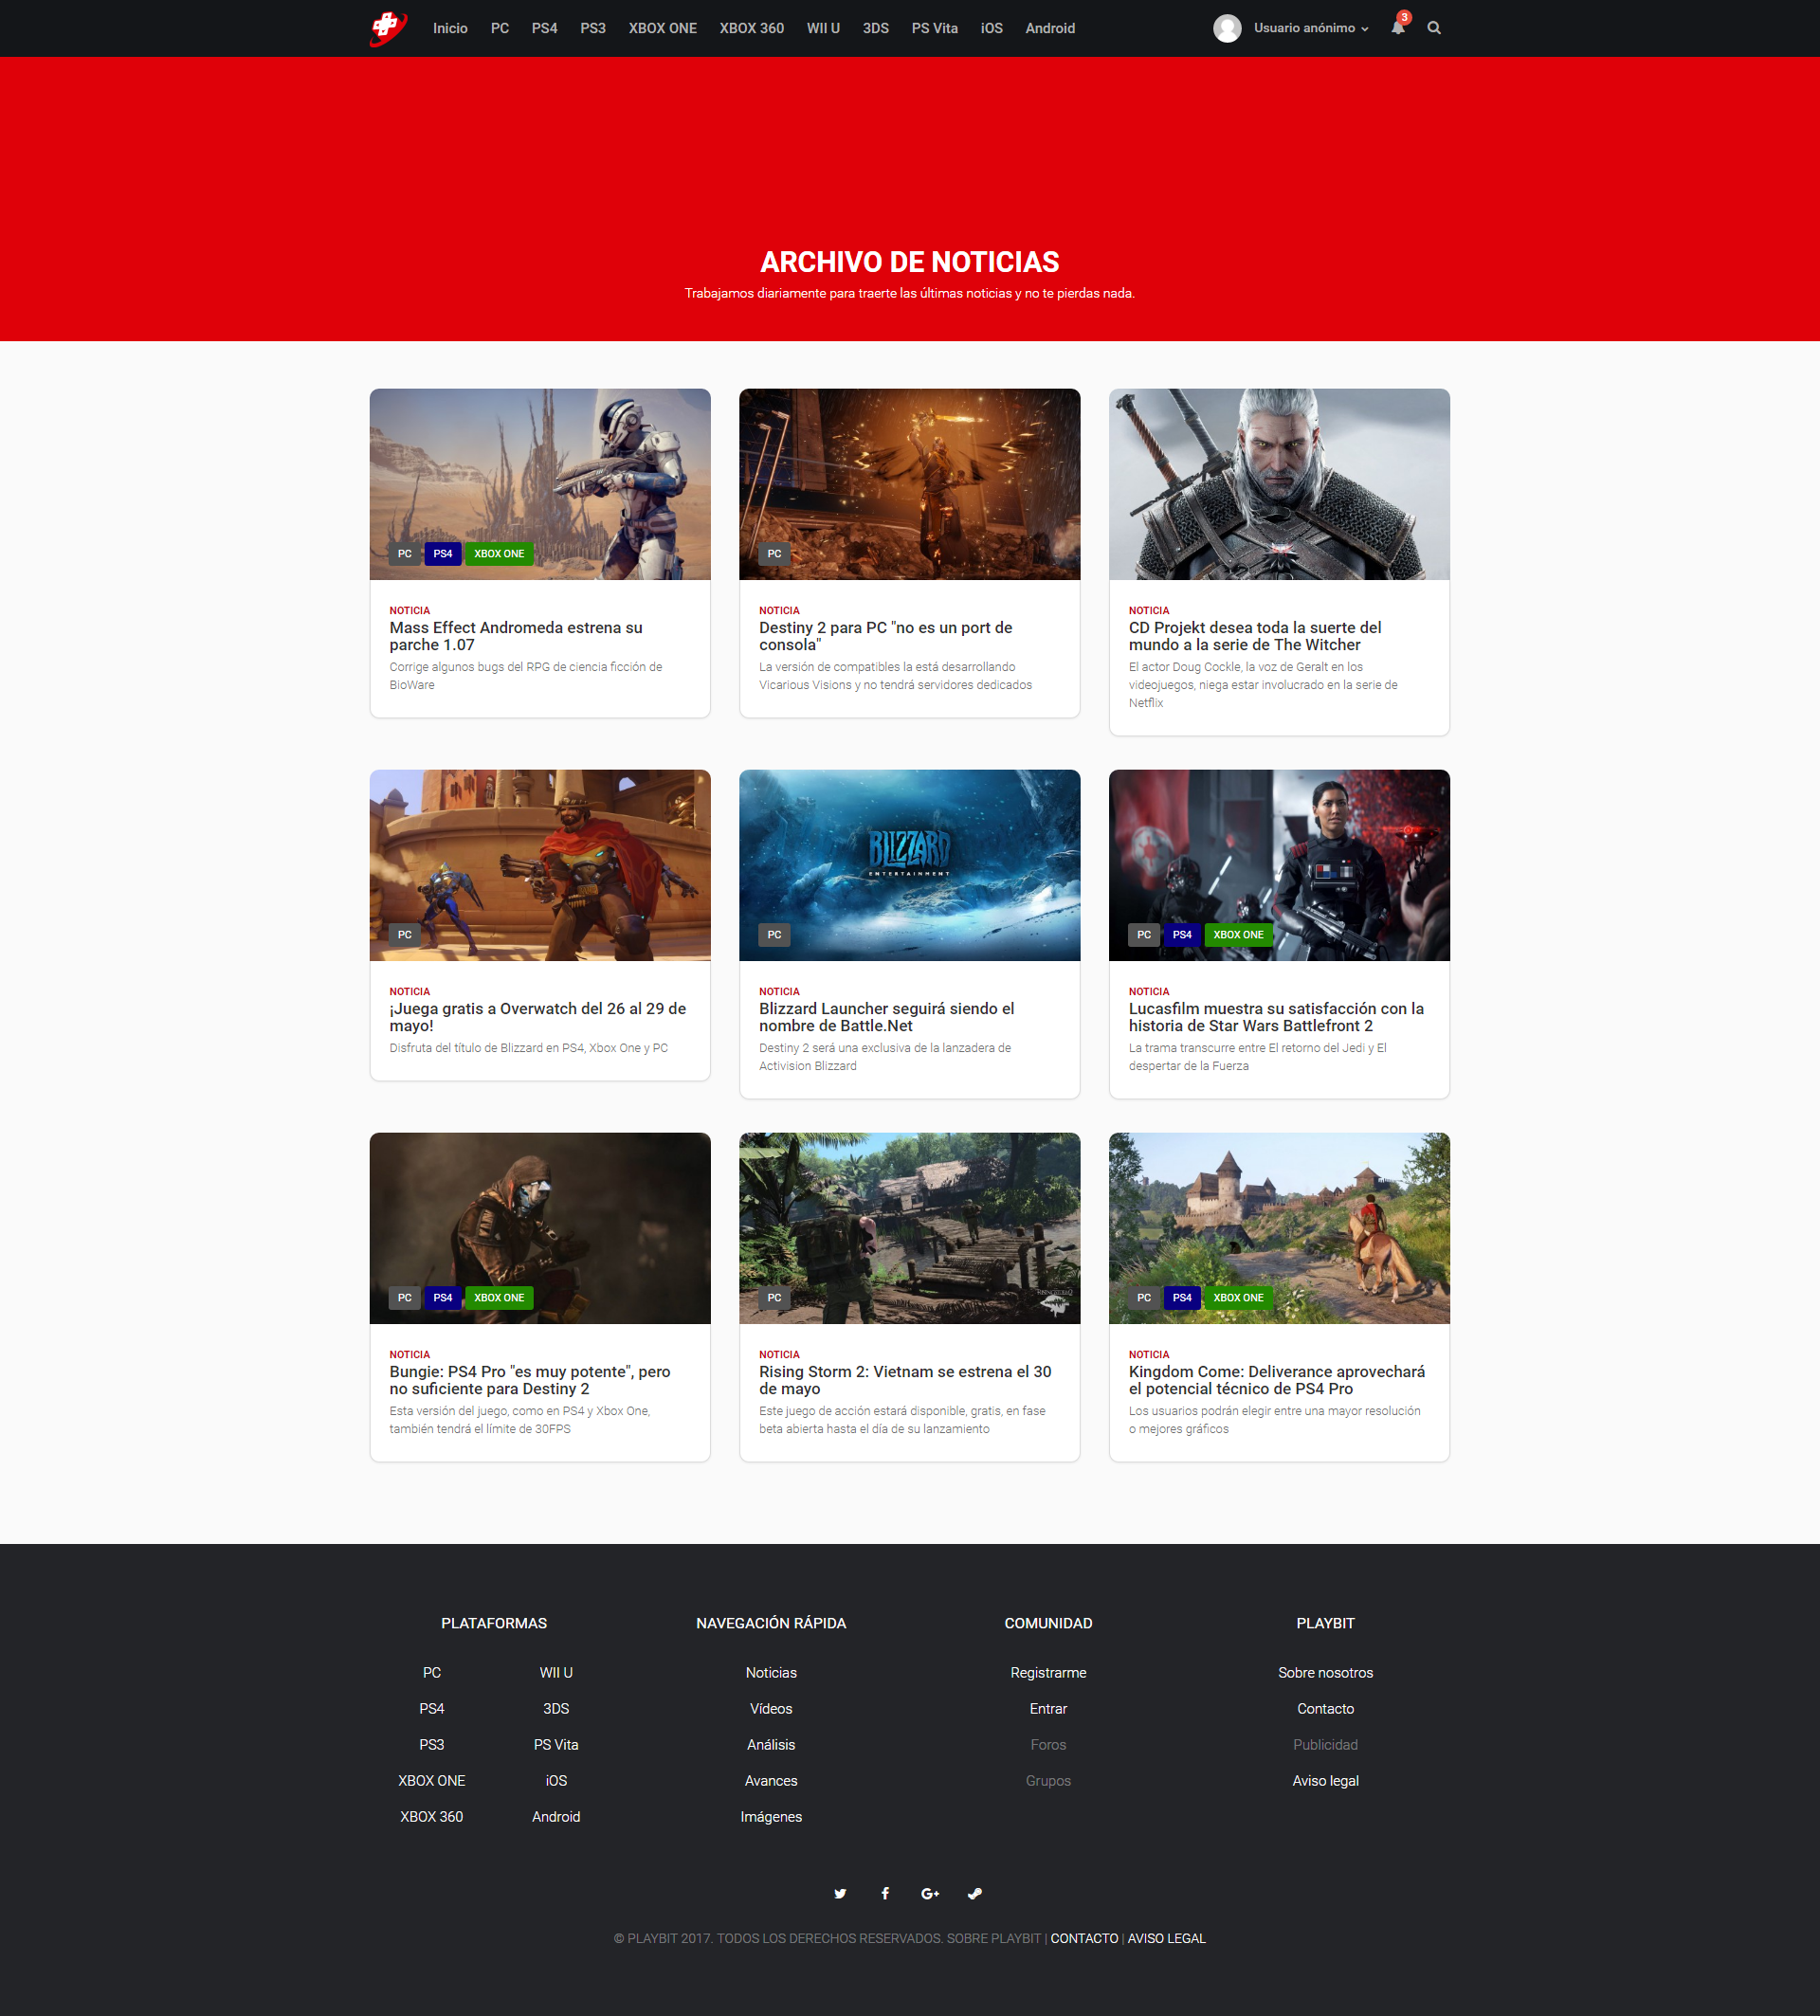 Inicio PC PS4 PS3 XBOX ONE XBOX 360 WII U 3DS PS Vita iOS Android Usuario anónimo 3
ARCHIVO DE NOTICIAS
Trabajamos diariamente para traerte las últimas noticias y no te pierdas nada.
PC PS4 XBOX ONE
NOTICIA
Mass Effect Andromeda estrena su
parche 1.07
Corrige algunos bugs del RPG de ciencia ficción de
BioWare
PC
NOTICIA
Destiny 2 para PC "no es un port de
consola"
La versión de compatibles la está desarrollando
Vicarious Visions y no tendrá servidores dedicados
NOTICIA
CD Projekt desea toda la suerte del
mundo a la serie de The Witcher
El actor Doug Cockle, la voz de Geralt en los
videojuegos, niega estar involucrado en la serie de
Netflix
PC
NOTICIA
¡Juega gratis a Overwatch del 26 al 29 de
mayo!
Disfruta del título de Blizzard en PS4, Xbox One y PC
BLIZZARD
ENTERTAINMENT
PC
NOTICIA
Blizzard Launcher seguirá siendo el
nombre de Battle.Net
Destiny 2 será una exclusiva de la lanzadera de
Activision Blizzard
PC PS4 XBOX ONE
NOTICIA
Lucasfilm muestra su satisfacción con la
historia de Star Wars Battlefront 2
La trama transcurre entre El retorno del Jedi y El
despertar de la Fuerza
PC PS4 XBOX ONE
NOTICIA
Bungie: PS4 Pro "es muy potente", pero
no suficiente para Destiny 2
Esta versión del juego, como en PS4 y Xbox One,
también tendrá el límite de 30FPS
PC
NOTICIA
Rising Storm 2: Vietnam se estrena el 30
de mayo
Este juego de acción estará disponible, gratis, en fase
beta abierta hasta el día de su lanzamiento
PC PS4 XBOX ONE
NOTICIA
Kingdom Come: Deliverance aprovechará
el potencial técnico de PS4 Pro
Los usuarios podrán elegir entre una mayor resolución
o mejores gráficos
PLATAFORMAS
PC
PS4
PS3
XBOX ONE
XBOX 360
WII U
3DS
PS Vita
iOS
Android
NAVEGACIÓN RÁPIDA
Noticias
Vídeos
Análisis
Avances
Imágenes
COMUNIDAD
Registrarme
Entrar
Foros
Grupos
PLAYBIT
Sobre nosotros
Contacto
Publicidad
Aviso legal
© PLAYBIT 2017. TODOS LOS DERECHOS RESERVADOS. SOBRE PLAYBIT | CONTACTO | AVISO LEGAL